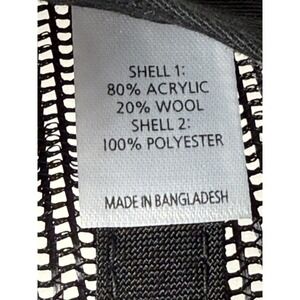 SHELL 1:
80% ACRYLIC
20% WOOL
SHELL 2:
100% POLYESTER
MADE IN BANGLADESH